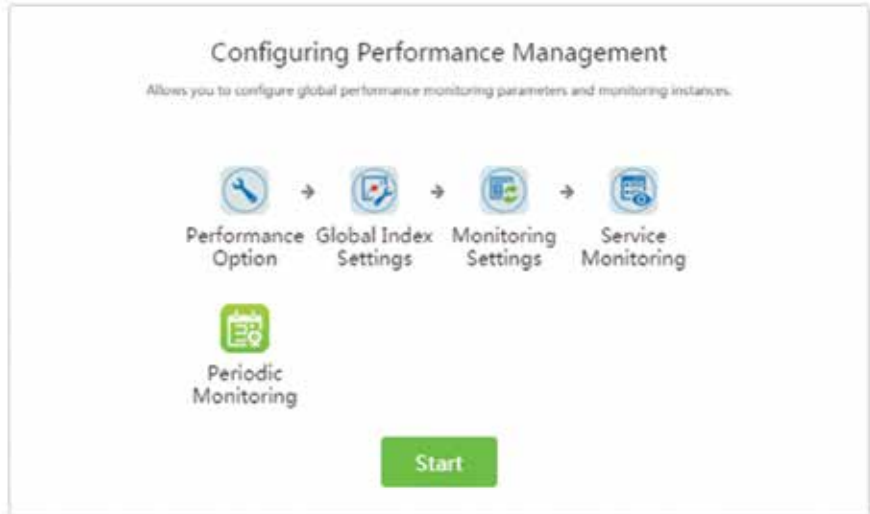 Configuring Performance Management
Allows you to configure global performance monitoring parameters and monitoring instances.
Performance
Option
Global Index
Settings
Monitoring
Settings
Service
Monitoring
Periodic
Monitoring
Start